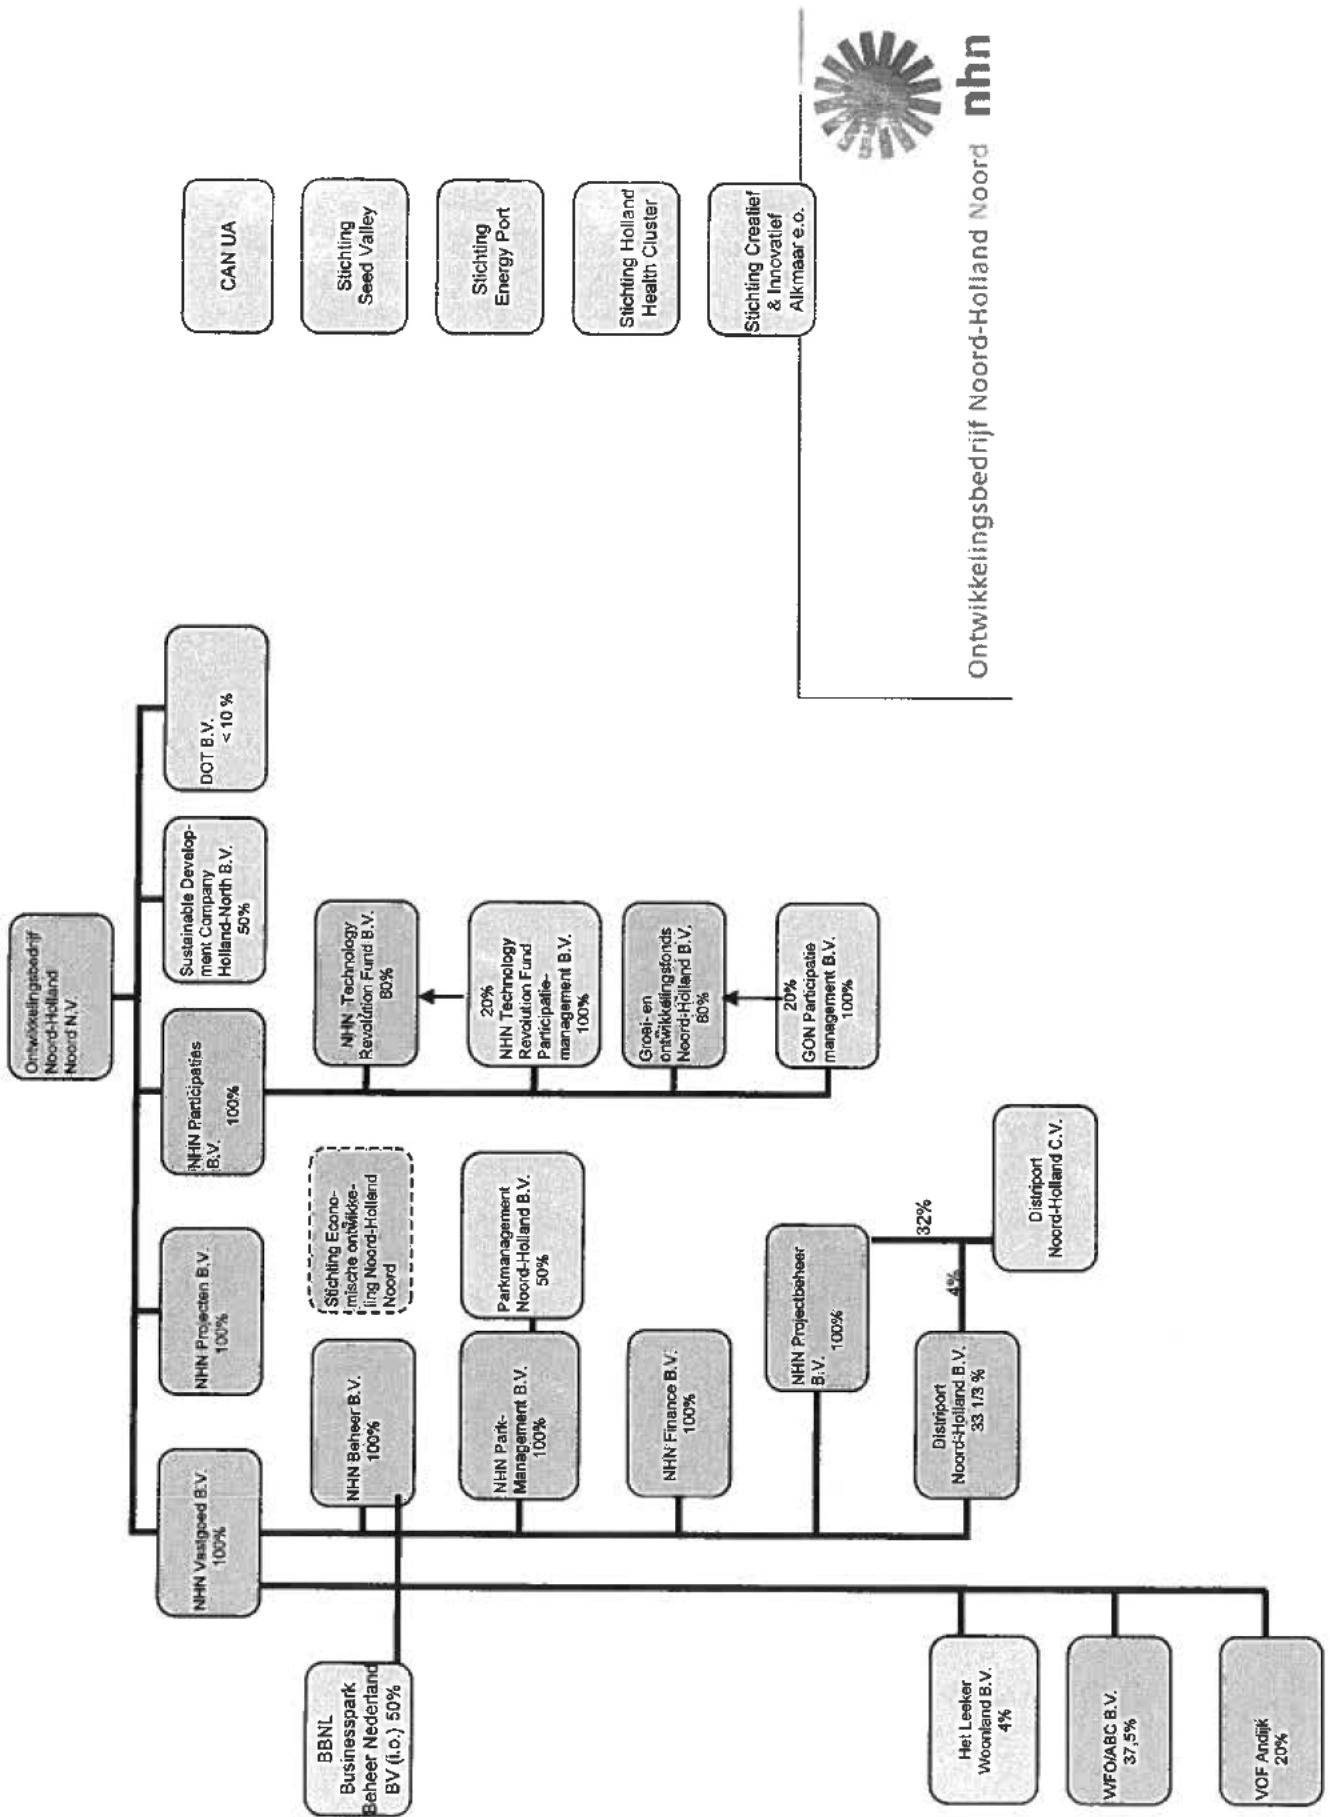 Ontwikkelingsbedrijf
Noord-Holland
Noord N.V.
NHN Vastgoed B.V.
100%
NHN Projecten B.V.
100%
NHN Participaties
B.V.
100%
Sustainable Develop-
ment Company
Holland-North B.V.
50%
DOT B.V.
< 10 %
CAN UA
Stichting
Seed Valley
Stichting
Energy Port
Stichting Holland
Health Cluster
Stichting Creatief
& Innovatief
Alkmaar e.o.
BBNL
Businesspark
Beheer Nederland
BV (i.o.) 50%
NHN Beheer B.V.
100%
Stichting Econo-
mische ontwikke-
ling Noord-Holland
Noord
NHN Technology
Revolution Fund B.V.
80%
NHN Park-
Management B.V.
100%
Parkmanagement
Noord-Holland B.V.
50%
20%
NHN Technology
Revolution Fund
Participatie-
management B.V.
100%
NHN Finance B.V.
100%
Groei- en
ontwikkelingsfonds
Noord-Holland B.V.
80%
NHN Projectbeheer
B.V.
100%
20%
GON Participatie
management B.V.
100%
32%
4%
Distriport
Noord-Holland B.V.
33 1/3 %
Distriport
Noord-Holland C.V.
Het Leeker
Woonland B.V.
4%
WFO/ABC B.V.
37,5%
VOF Andijk
20%
Ontwikkelingsbedrijf Noord-Holland Noord nhn